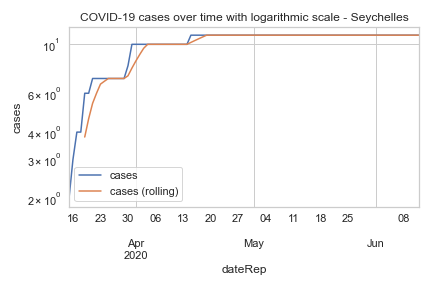 COVID-19 cases over time with logarithmic scale - Seychelles
cases
10¹
6 × 10⁰
4 × 10⁰
3 × 10⁰
2 × 10⁰
cases
cases (rolling)
16 23 30 06 13 20 27 04 11 18 25 08
Apr May Jun
2020
dateRep